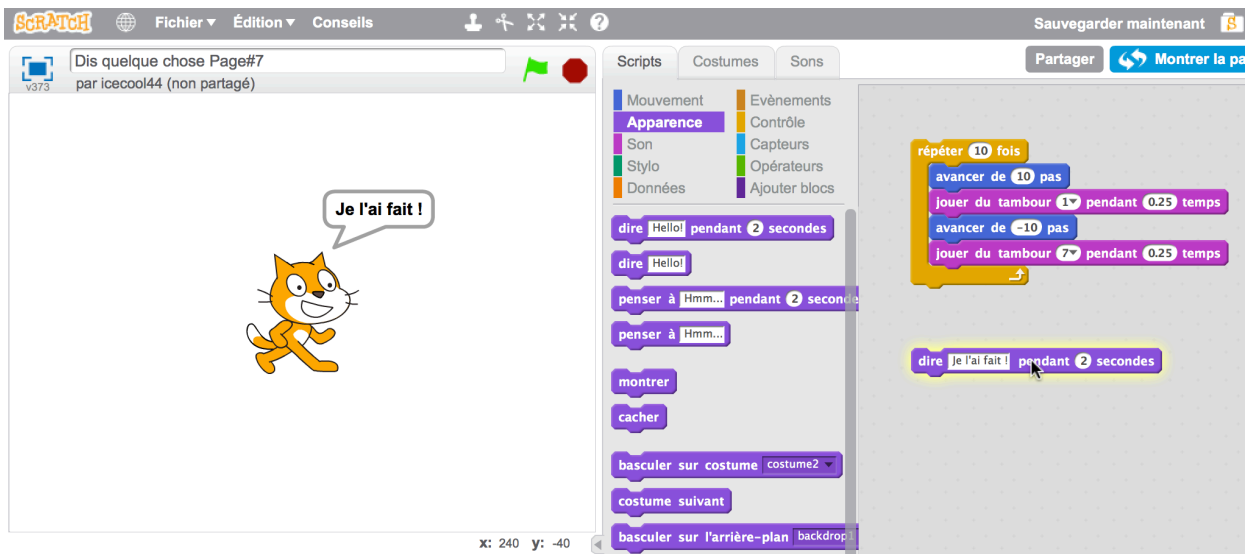 SCRATCH Fichier Édition Conseils Sauvegarder maintenant S
v373
Dis quelque chose Page#7
par icecool44 (non partagé)
Scripts Costumes Sons
Partager Montrer la pa
Mouvement Evènements
Apparence Contrôle
Son Capteurs
Stylo Opérateurs
Données Ajouter blocs
Je l'ai fait !
dire Hello! pendant 2 secondes
dire Hello!
penser à Hmm... pendant 2 seconde
penser à Hmm...
montrer
cacher
basculer sur costume costume2
costume suivant
basculer sur l'arrière-plan backdrop1
répéter 10 fois
avancer de 10 pas
jouer du tambour 1 pendant 0.25 temps
avancer de -10 pas
jouer du tambour 7 pendant 0.25 temps
dire Je l'ai fait ! pendant 2 secondes
x: 240 y: -40